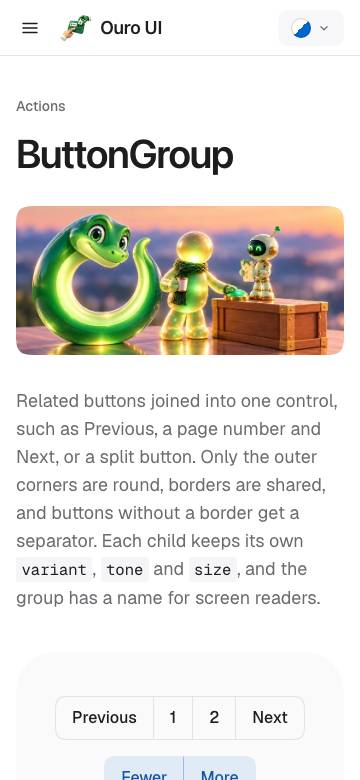 Ouro UI
Actions
ButtonGroup
Related buttons joined into one control,
such as Previous, a page number and
Next, or a split button. Only the outer
corners are round, borders are shared,
and buttons without a border get a
separator. Each child keeps its own
variant, tone and size, and the
group has a name for screen readers.
Previous 1 2 Next
Fewer More